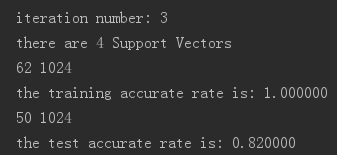 iteration number: 3
there are 4 Support Vectors
62 1024
the training accurate rate is: 1.000000
50 1024
the test accurate rate is: 0.820000